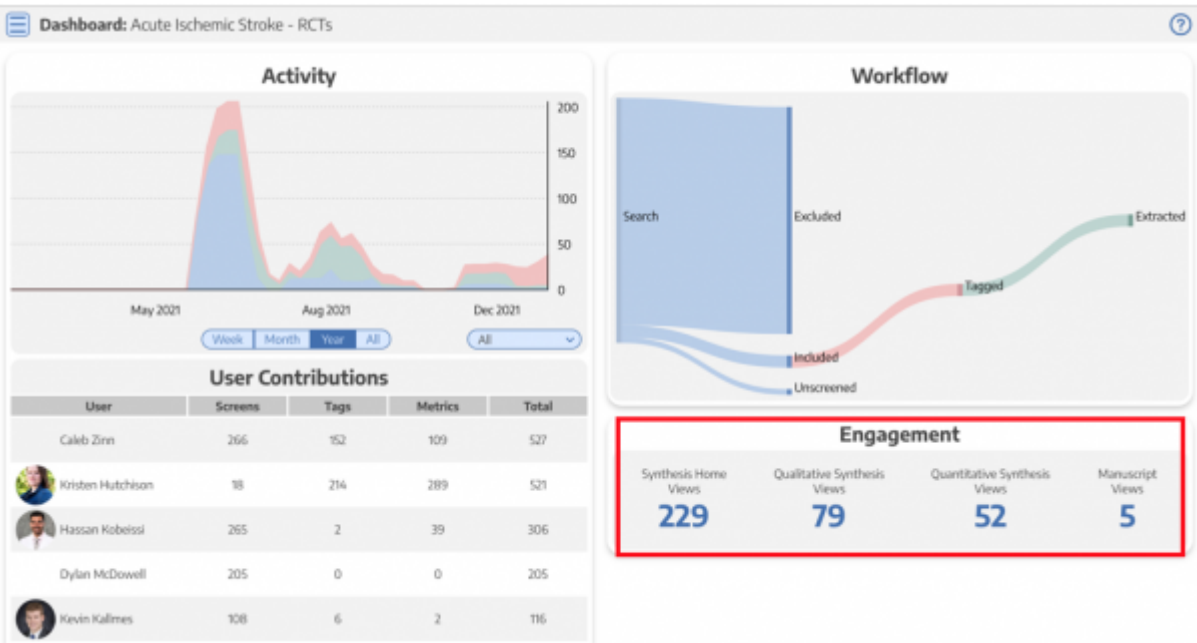 Dashboard: Acute Ischemic Stroke - RCTs
?
Activity
200
150
100
50
0
May 2021 Aug 2021 Dec 2021
Week Month Year All All
User Contributions
User Screens Tags Metrics Total
Caleb Zinn 266 152 109 527
Kristen Hutchison 18 214 289 521
Hassan Kobeissi 265 2 39 306
Dylan McDowell 205 0 0 205
Kevin Kallmes 108 6 2 116
Workflow
Search Excluded Extracted
Tagged
Included
Unscreened
Engagement
Synthesis Home Qualitative Synthesis Quantitative Synthesis Manuscript
Views Views Views Views
229 79 52 5